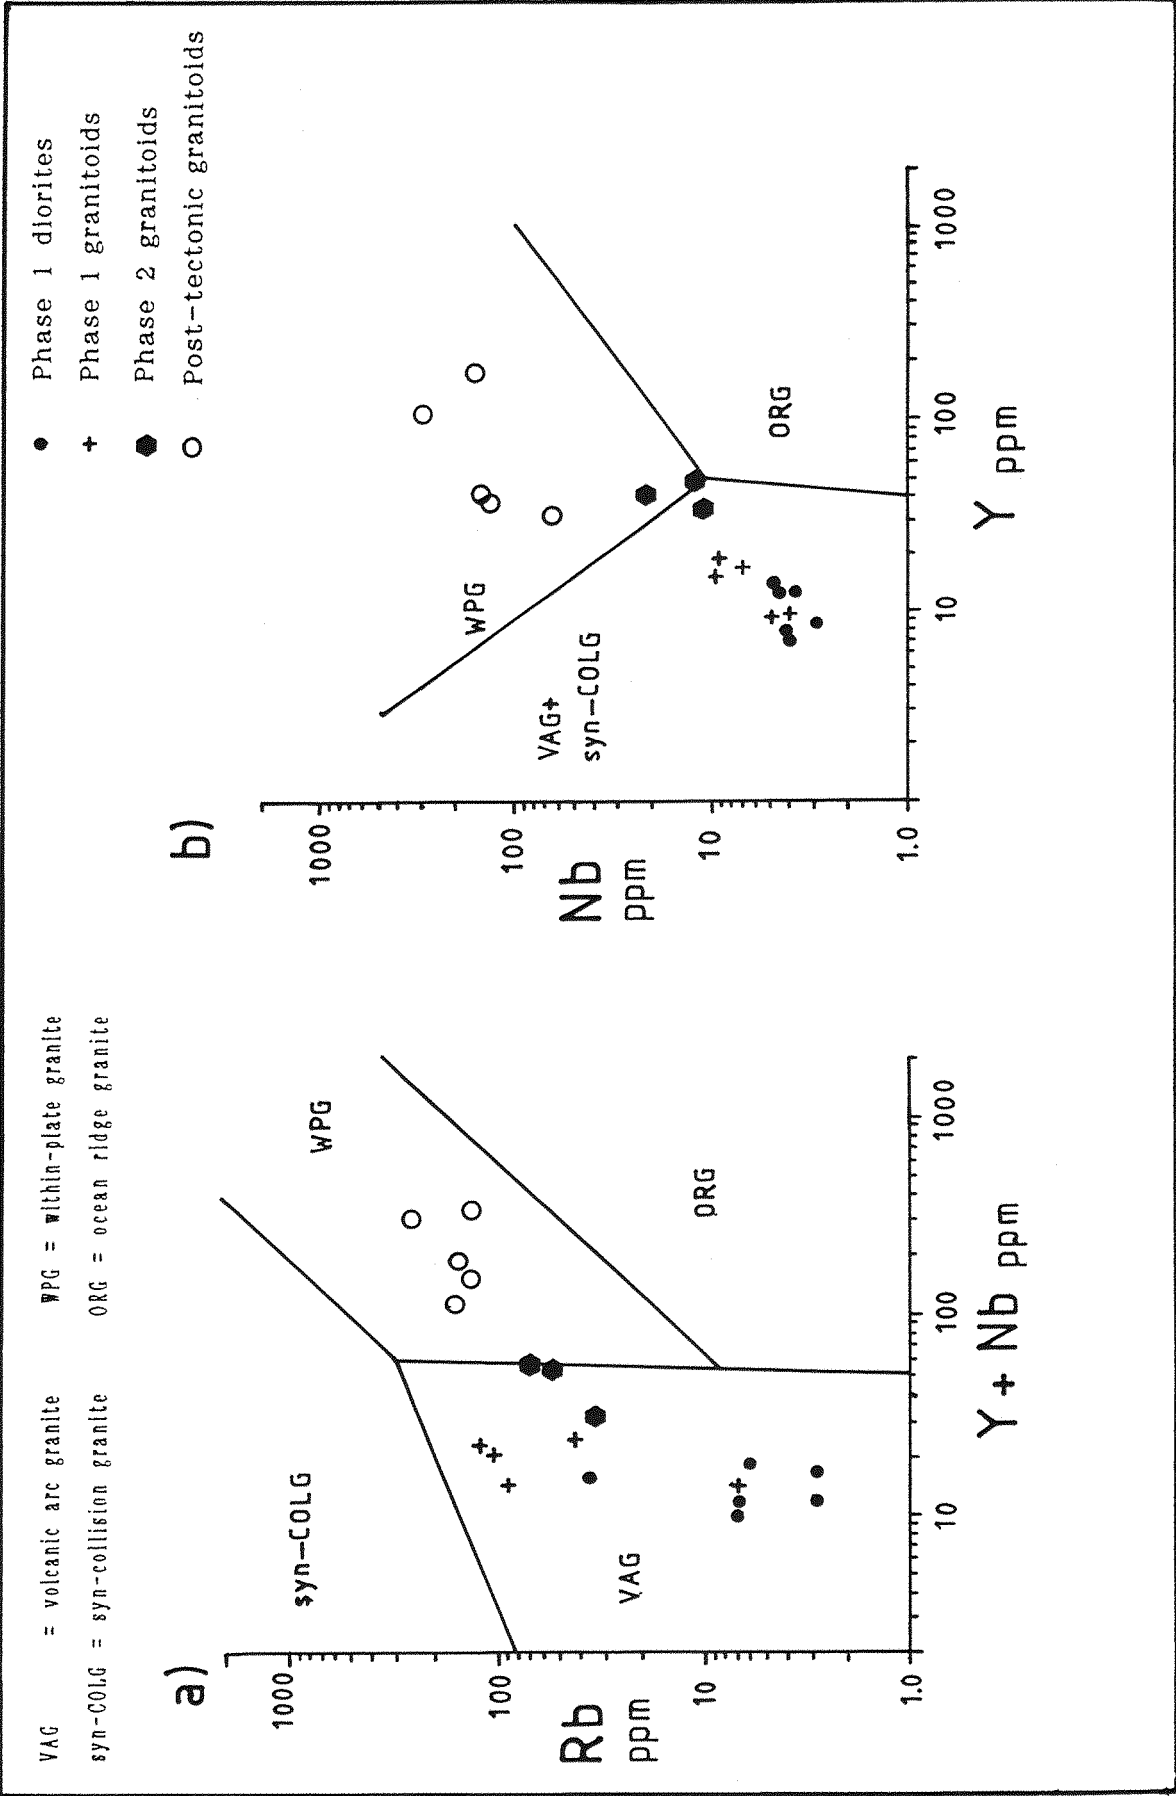 VAG = volcanic arc granite WPG = within-plate granite
syn-COLG = syn-collision granite ORG = ocean ridge granite
Phase 1 diorites
Phase 1 granitoids
Phase 2 granitoids
Post-tectonic granitoids
a)
1000
100
10
1.0
Rb
ppm
syn-COLG
WPG
VAG
ORG
10
100
1000
Y + Nb ppm
b)
1000
100
10
1.0
Nb
ppm
WPG
VAG+
syn-COLG
ORG
10
100
1000
Y ppm